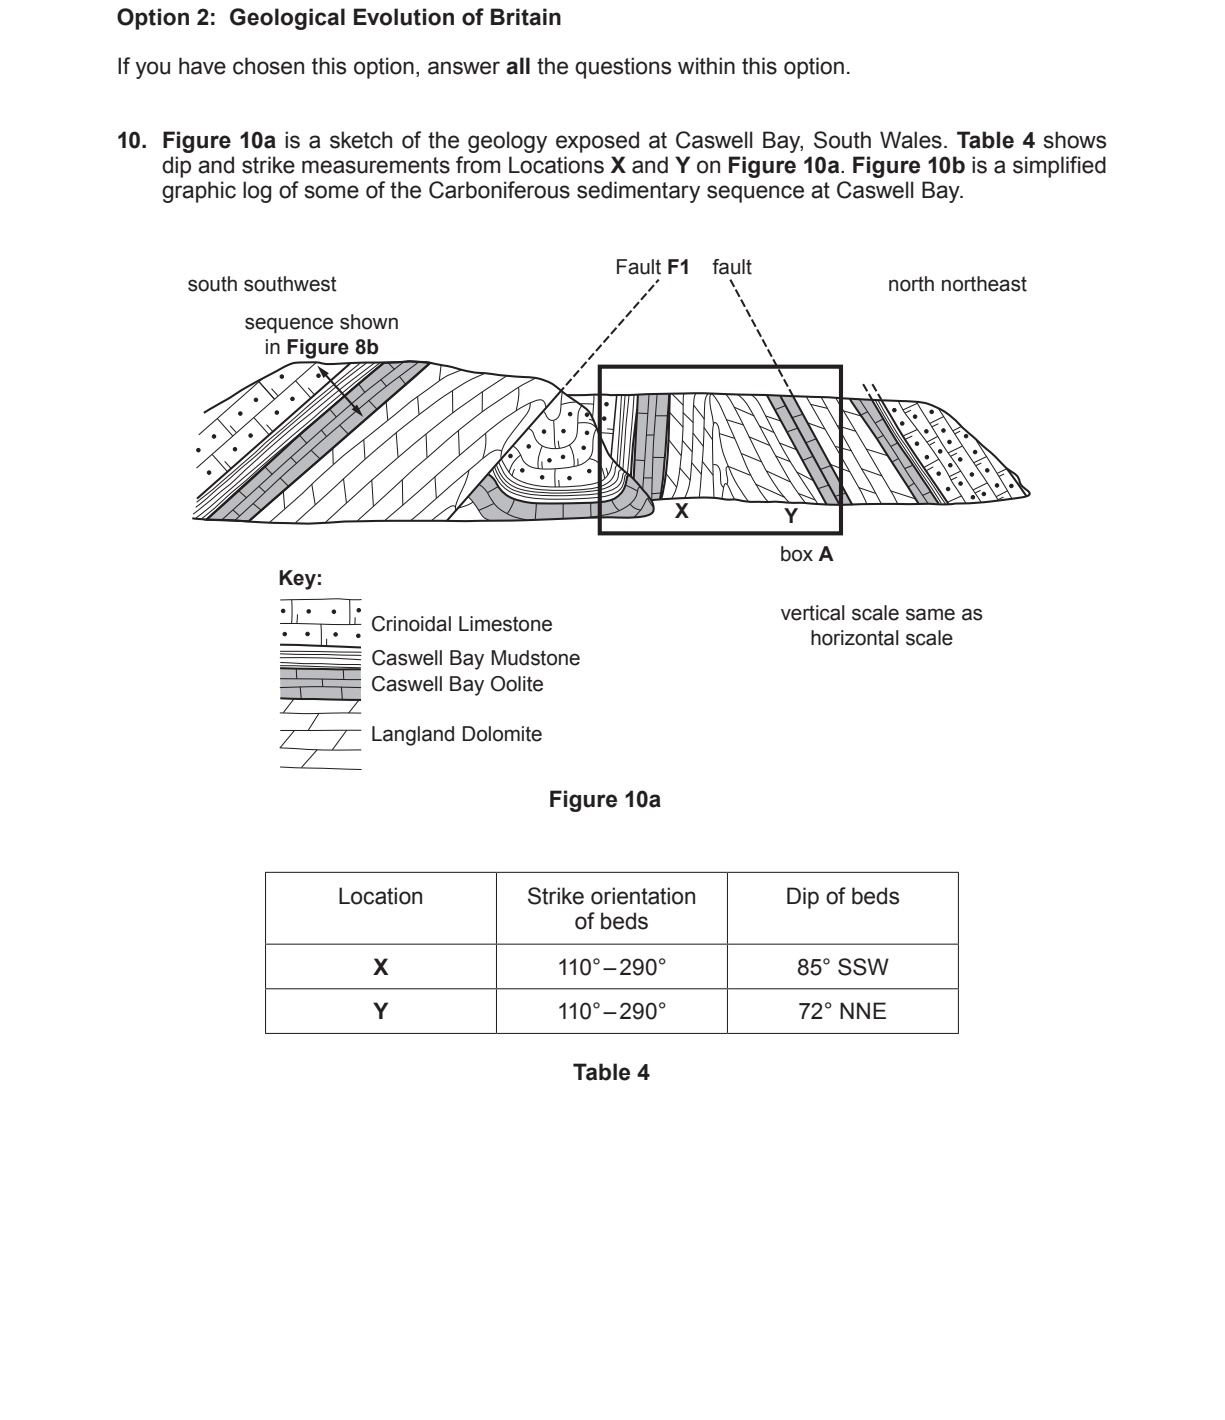 Option 2: Geological Evolution of Britain
If you have chosen this option, answer all the questions within this option.
10. Figure 10a is a sketch of the geology exposed at Caswell Bay, South Wales. Table 4 shows
dip and strike measurements from Locations X and Y on Figure 10a. Figure 10b is a simplified
graphic log of some of the Carboniferous sedimentary sequence at Caswell Bay.
Fault F1 fault
south southwest
north northeast
sequence shown
in Figure 8b
X
Y
box A
Key:
Crinoidal Limestone
Caswell Bay Mudstone
Caswell Bay Oolite
Langland Dolomite
vertical scale same as
horizontal scale
Figure 10a
Location
Strike orientation
of beds
Dip of beds
X 110°–290° 85° SSW
Y 110°–290° 72° NNE
Table 4